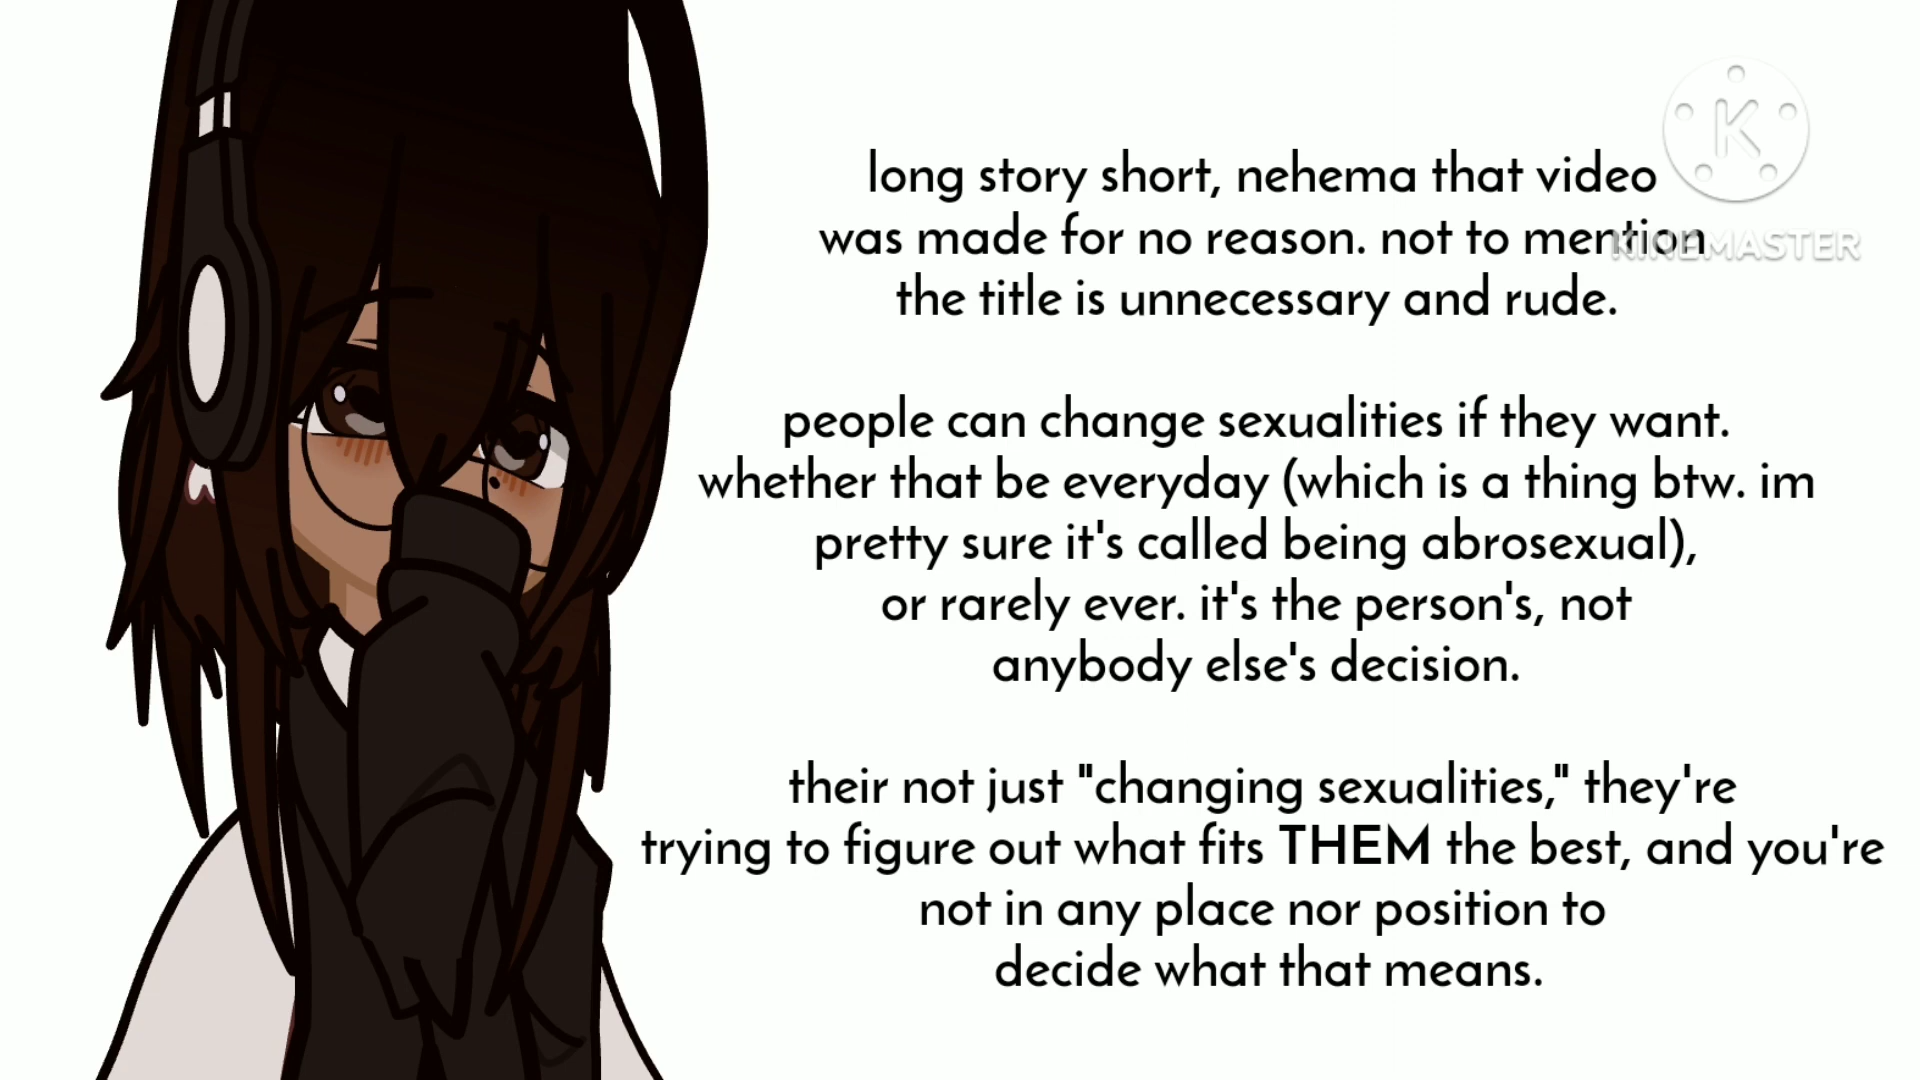 long story short, nehema that video
was made for no reason. not to mention
the title is unnecessary and rude.
people can change sexualities if they want.
whether that be everyday (which is a thing btw. im
pretty sure it's called being abrosexual),
or rarely ever. it's the person's, not
anybody else's decision.
their not just "changing sexualities," they're
trying to figure out what fits THEM the best, and you're
not in any place nor position to
decide what that means.
K
KINEMASTER